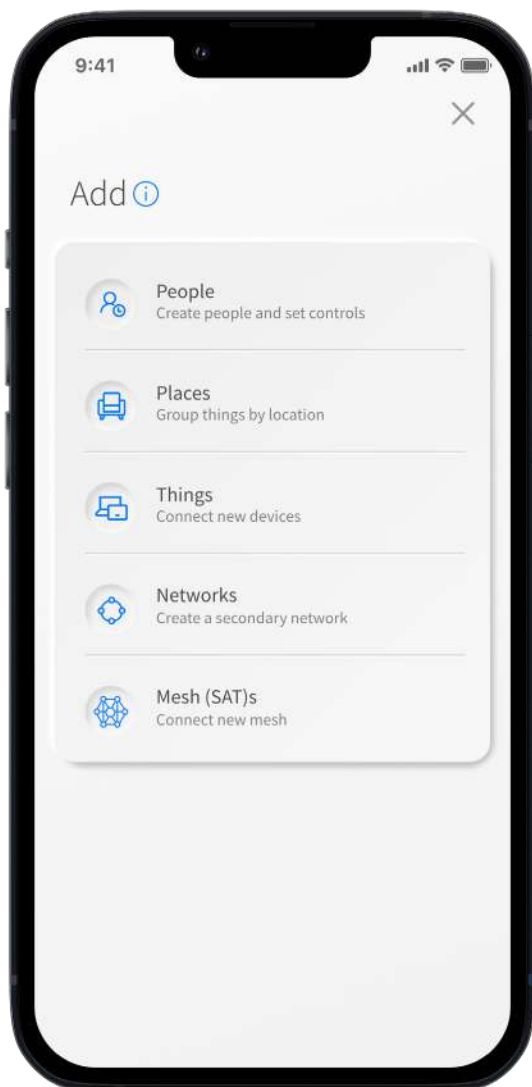 9:41
Add
People
Create people and set controls
Places
Group things by location
Things
Connect new devices
Networks
Create a secondary network
Mesh (SAT)s
Connect new mesh